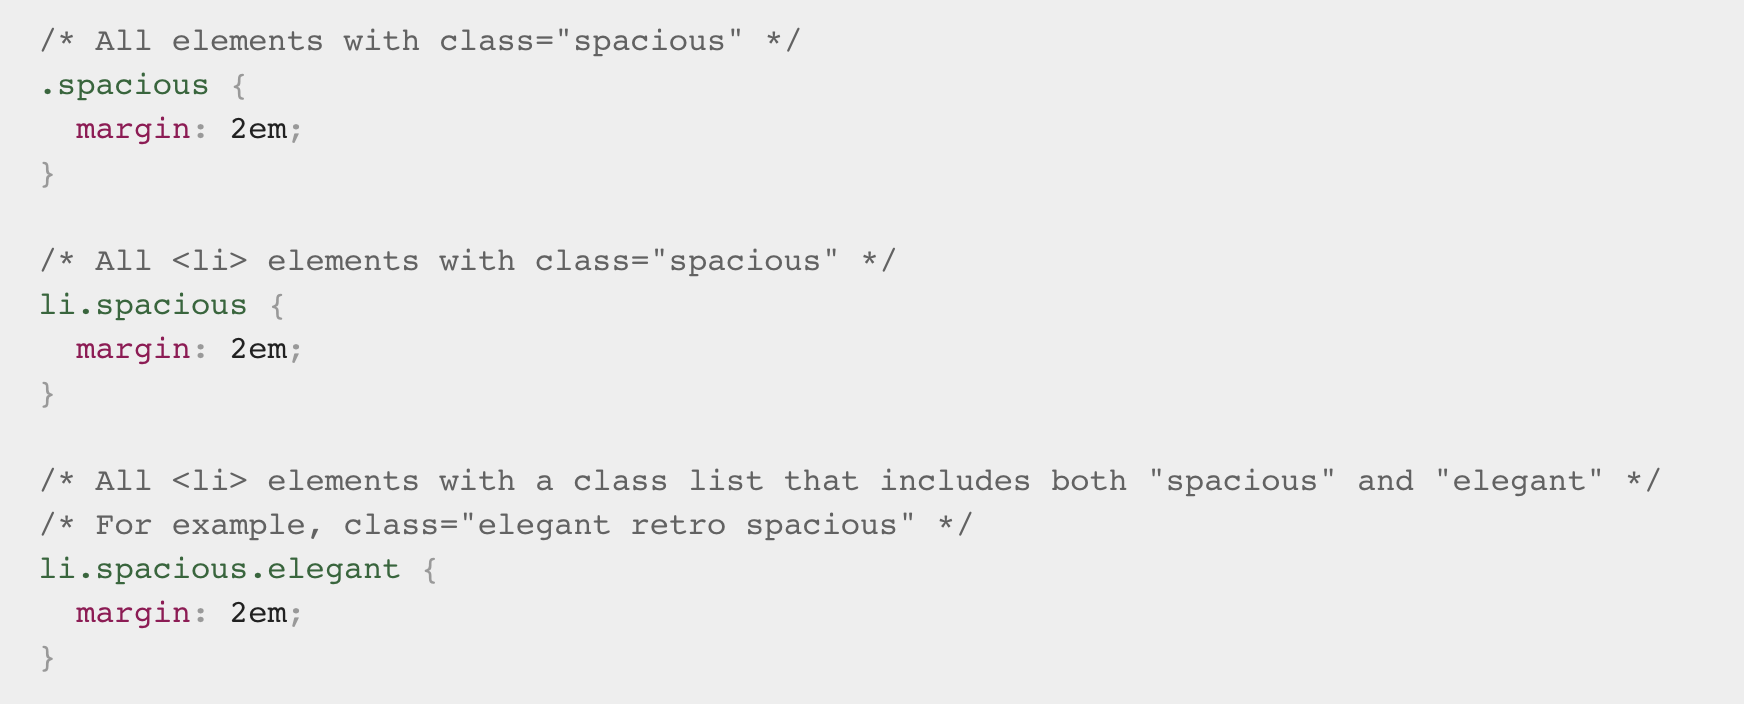 /* All elements with class="spacious" */
.spacious {
  margin: 2em;
}

/* All <li> elements with class="spacious" */
li.spacious {
  margin: 2em;
}

/* All <li> elements with a class list that includes both "spacious" and "elegant" */
/* For example, class="elegant retro spacious" */
li.spacious.elegant {
  margin: 2em;
}